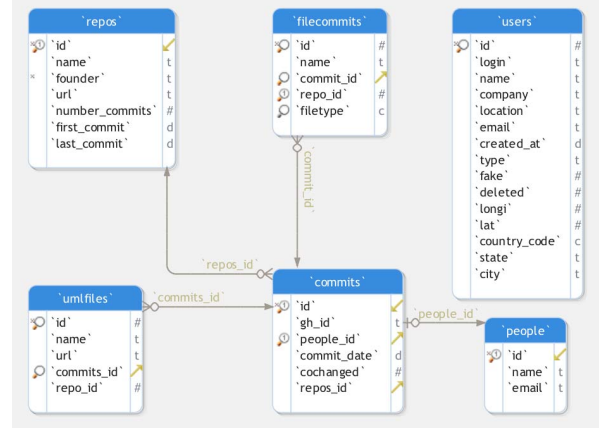 `repos`
`id`
`name` t
`founder` t
`url` t
`number_commits` #
`first_commit` d
`last_commit` d
`filecommits`
`id` #
`name` t
`commit_id`
`repo_id` #
`filetype` c
`users`
`id` #
`login` t
`name` t
`company` t
`location` t
`email` t
`created_at` d
`type` t
`fake` #
`deleted` #
`longi` #
`lat` #
`country_code` c
`state` t
`city` t
`commit_id`
`repos_id`
`umlfiles`
`id` #
`name` t
`url` t
`commits_id`
`repo_id` #
`commits_id`
`commits`
`id`
`gh_id` t
`people_id`
`commit_date` d
`cochanged` #
`repos_id`
`people_id`
`people`
`id`
`name` t
`email` t